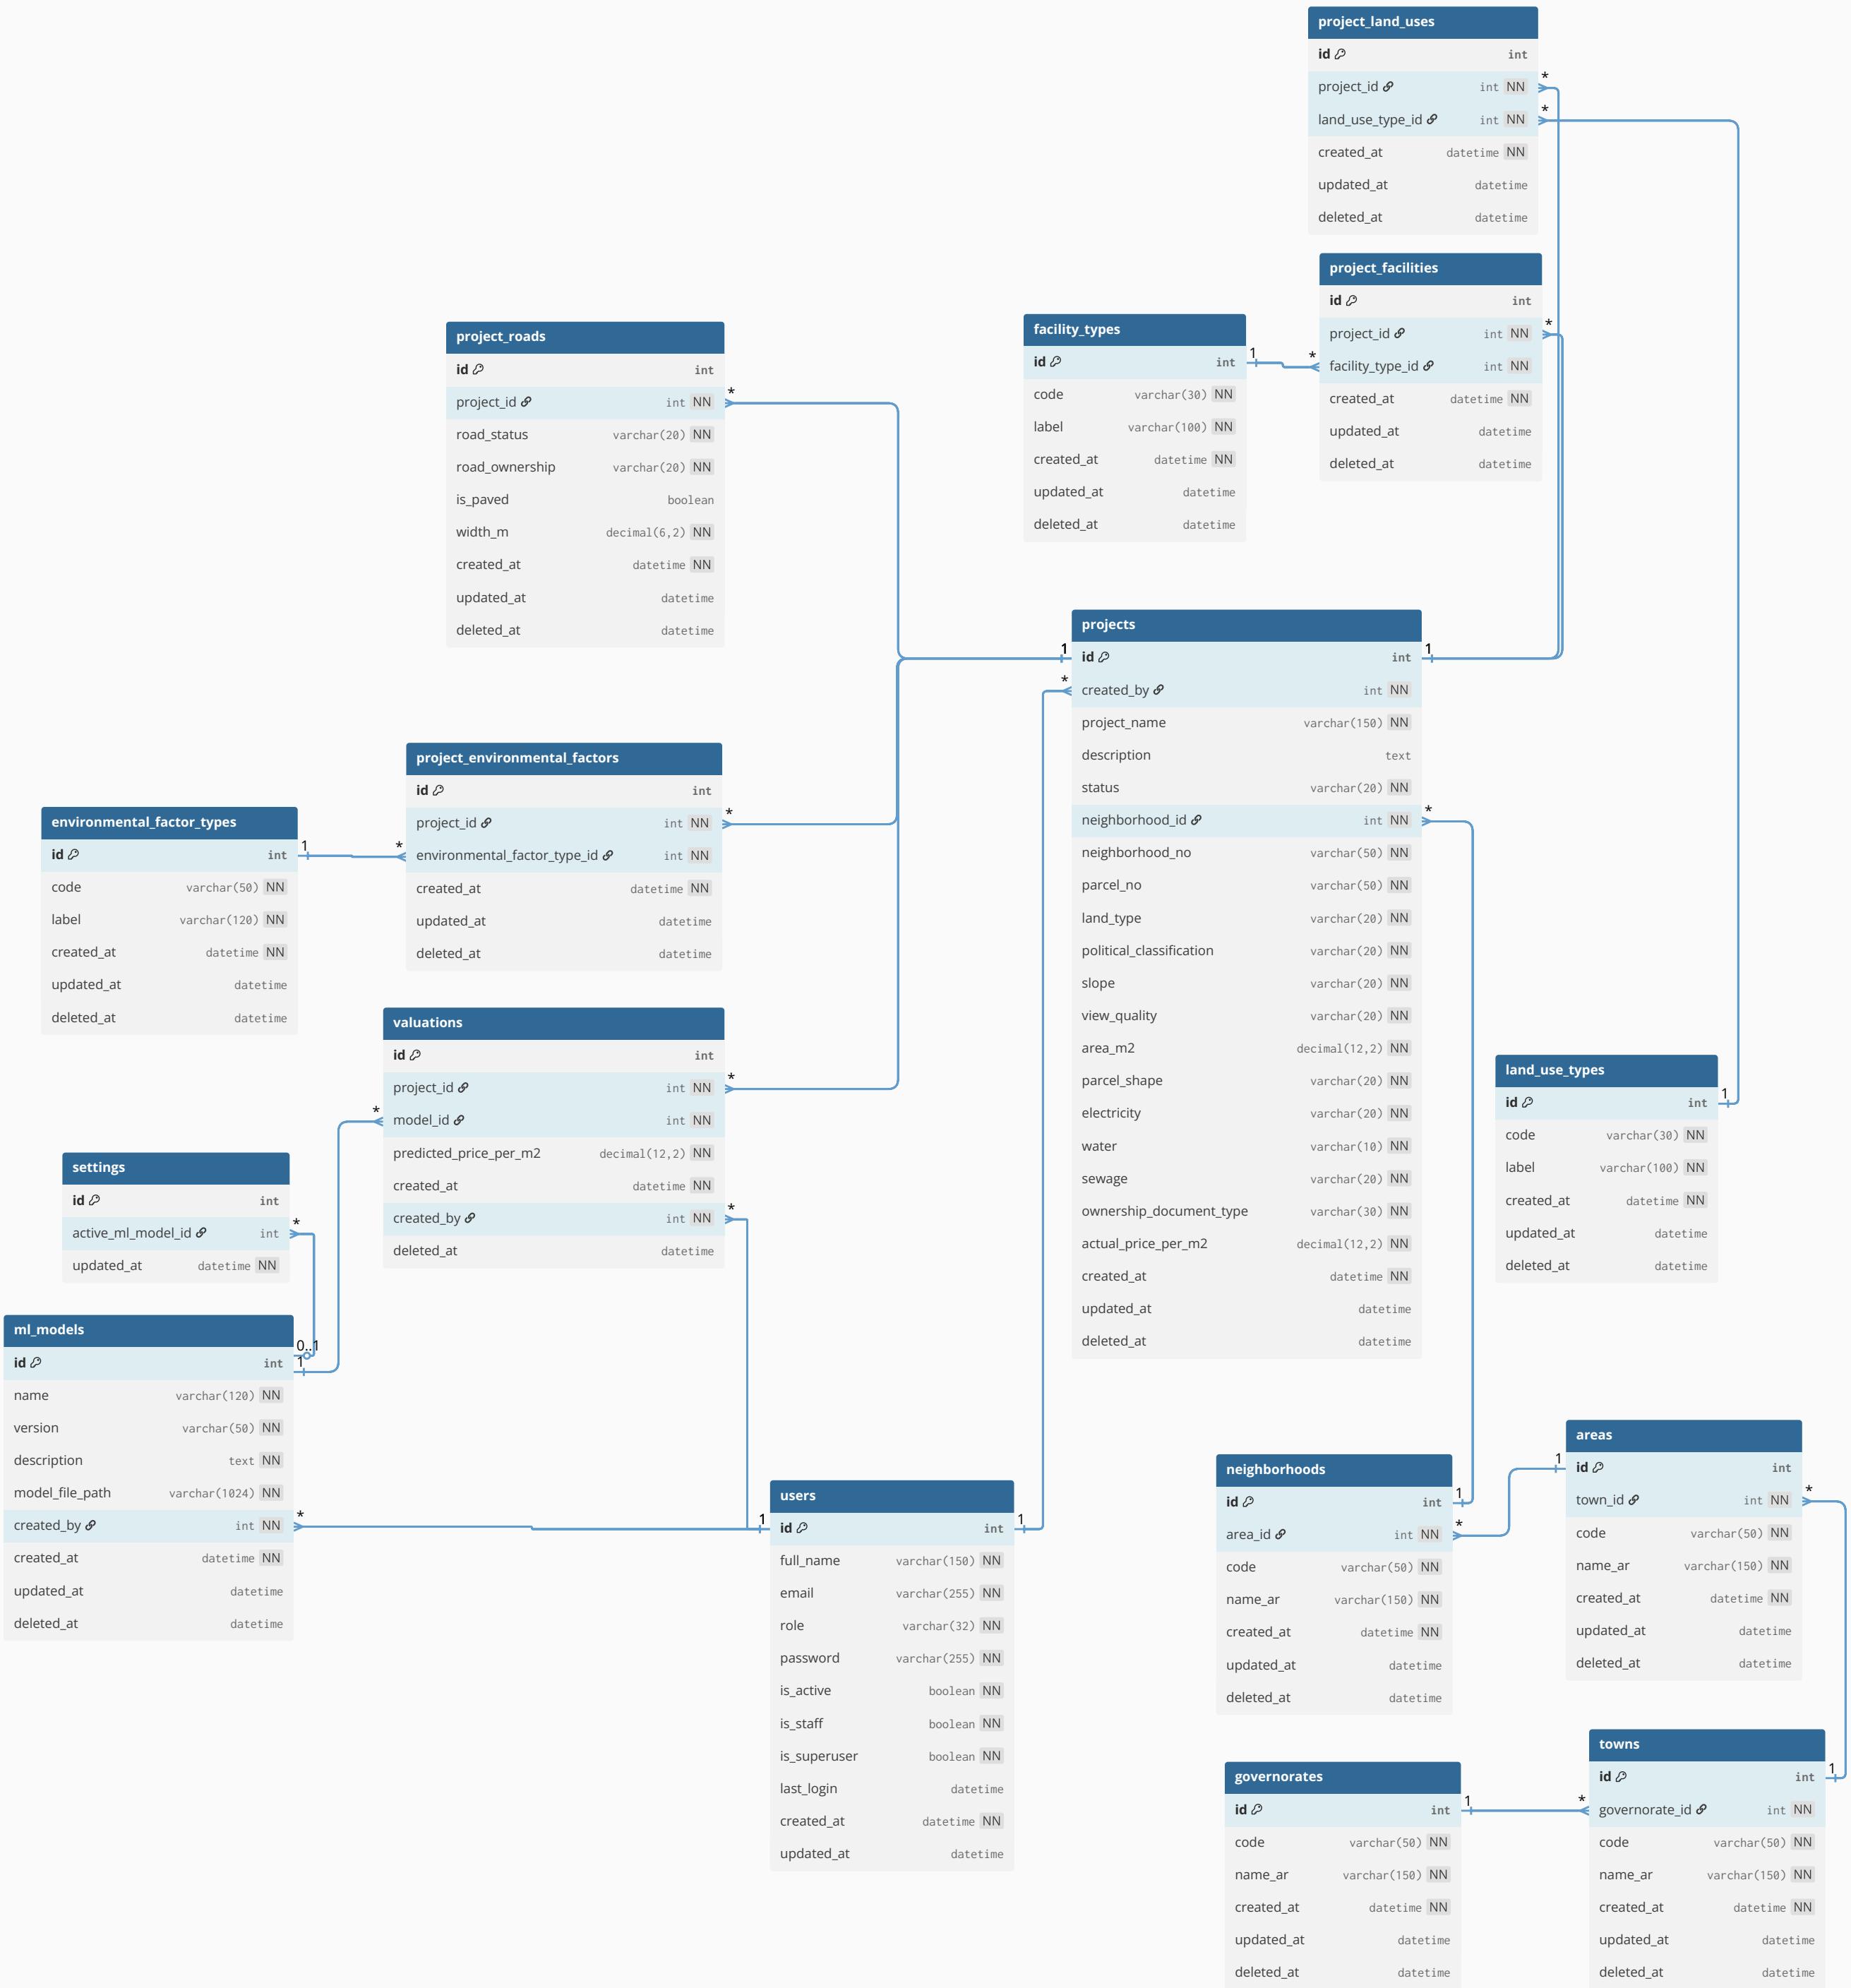 project_land_uses
id int
project_id int NN
land_use_type_id int NN
created_at datetime NN
updated_at datetime
deleted_at datetime
*
*
project_facilities
id int
project_id int NN
facility_type_id int NN
created_at datetime NN
updated_at datetime
deleted_at datetime
*
*
facility_types
id int
code varchar(30) NN
label varchar(100) NN
created_at datetime NN
updated_at datetime
deleted_at datetime
1
project_roads
id int
project_id int NN
road_status varchar(20) NN
road_ownership varchar(20) NN
is_paved boolean
width_m decimal(6,2) NN
created_at datetime NN
updated_at datetime
deleted_at datetime
*
projects
id int
created_by int NN
project_name varchar(150) NN
description text
status varchar(20) NN
neighborhood_id int NN
neighborhood_no varchar(50) NN
parcel_no varchar(50) NN
land_type varchar(20) NN
political_classification varchar(20) NN
slope varchar(20) NN
view_quality varchar(20) NN
area_m2 decimal(12,2) NN
parcel_shape varchar(20) NN
electricity varchar(20) NN
water varchar(10) NN
sewage varchar(20) NN
ownership_document_type varchar(30) NN
actual_price_per_m2 decimal(12,2) NN
created_at datetime NN
updated_at datetime
deleted_at datetime
1
1
*
*
project_environmental_factors
id int
project_id int NN
environmental_factor_type_id int NN
created_at datetime NN
updated_at datetime
deleted_at datetime
*
*
environmental_factor_types
id int
code varchar(50) NN
label varchar(120) NN
created_at datetime NN
updated_at datetime
deleted_at datetime
1
valuations
id int
project_id int NN
model_id int NN
predicted_price_per_m2 decimal(12,2) NN
created_at datetime NN
created_by int NN
deleted_at datetime
*
*
*
settings
id int
active_ml_model_id int
updated_at datetime NN
*
ml_models
id int
name varchar(120) NN
version varchar(50) NN
description text NN
model_file_path varchar(1024) NN
created_by int NN
created_at datetime NN
updated_at datetime
deleted_at datetime
0..1
1
*
users
id int
full_name varchar(150) NN
email varchar(255) NN
role varchar(32) NN
password varchar(255) NN
is_active boolean NN
is_staff boolean NN
is_superuser boolean NN
last_login datetime
created_at datetime NN
updated_at datetime
1
1
land_use_types
id int
code varchar(30) NN
label varchar(100) NN
created_at datetime NN
updated_at datetime
deleted_at datetime
1
neighborhoods
id int
area_id int NN
code varchar(50) NN
name_ar varchar(150) NN
created_at datetime NN
updated_at datetime
deleted_at datetime
1
*
areas
id int
town_id int NN
code varchar(50) NN
name_ar varchar(150) NN
created_at datetime NN
updated_at datetime
deleted_at datetime
1
*
governorates
id int
code varchar(50) NN
name_ar varchar(150) NN
created_at datetime NN
updated_at datetime
deleted_at datetime
1
towns
id int
governorate_id int NN
code varchar(50) NN
name_ar varchar(150) NN
created_at datetime NN
updated_at datetime
deleted_at datetime
1
*